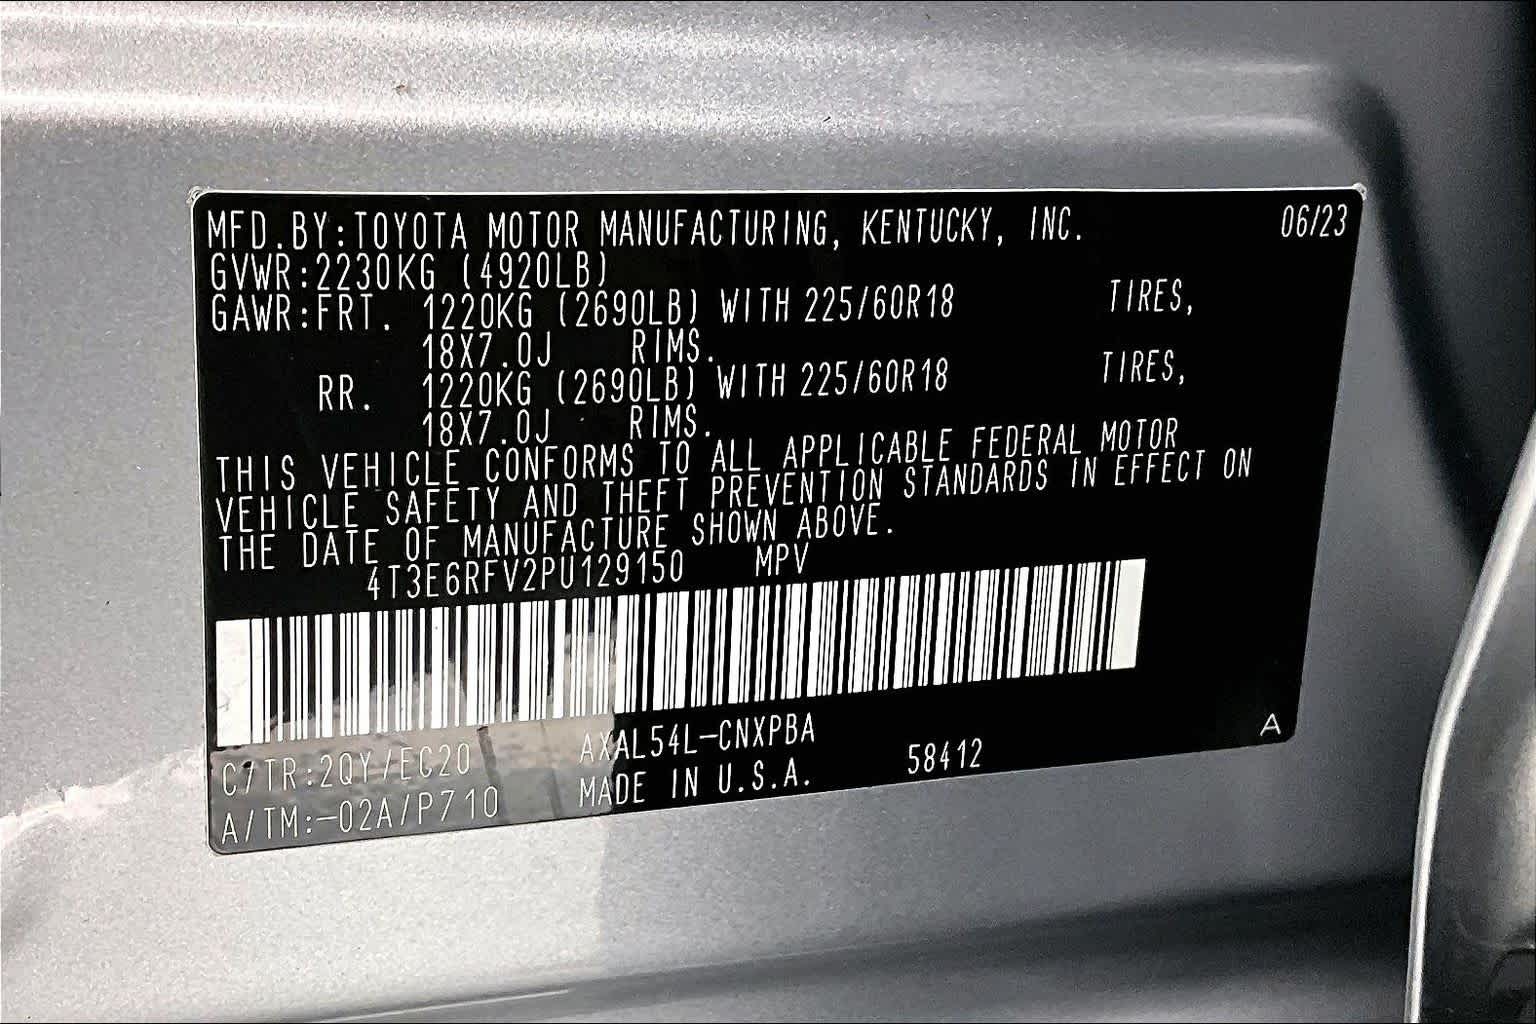 MFD.BY:TOYOTA MOTOR MANUFACTURING, KENTUCKY, INC. 06/23
GVWR:2230KG (4920LB)
GAWR:FRT. 1220KG (2690LB) WITH 225/60R18 TIRES,
18X7.0J RIMS.
RR. 1220KG (2690LB) WITH 225/60R18 TIRES,
18X7.0J RIMS.
THIS VEHICLE CONFORMS TO ALL APPLICABLE FEDERAL MOTOR
VEHICLE SAFETY AND THEFT PREVENTION STANDARDS IN EFFECT ON
THE DATE OF MANUFACTURE SHOWN ABOVE.
4T3E6RFV2PU129150 MPV
C/TR:2QY/EC20 AXAL54L-CNXPBA
A/TM:-02A/P710 MADE IN U.S.A. 58412 A